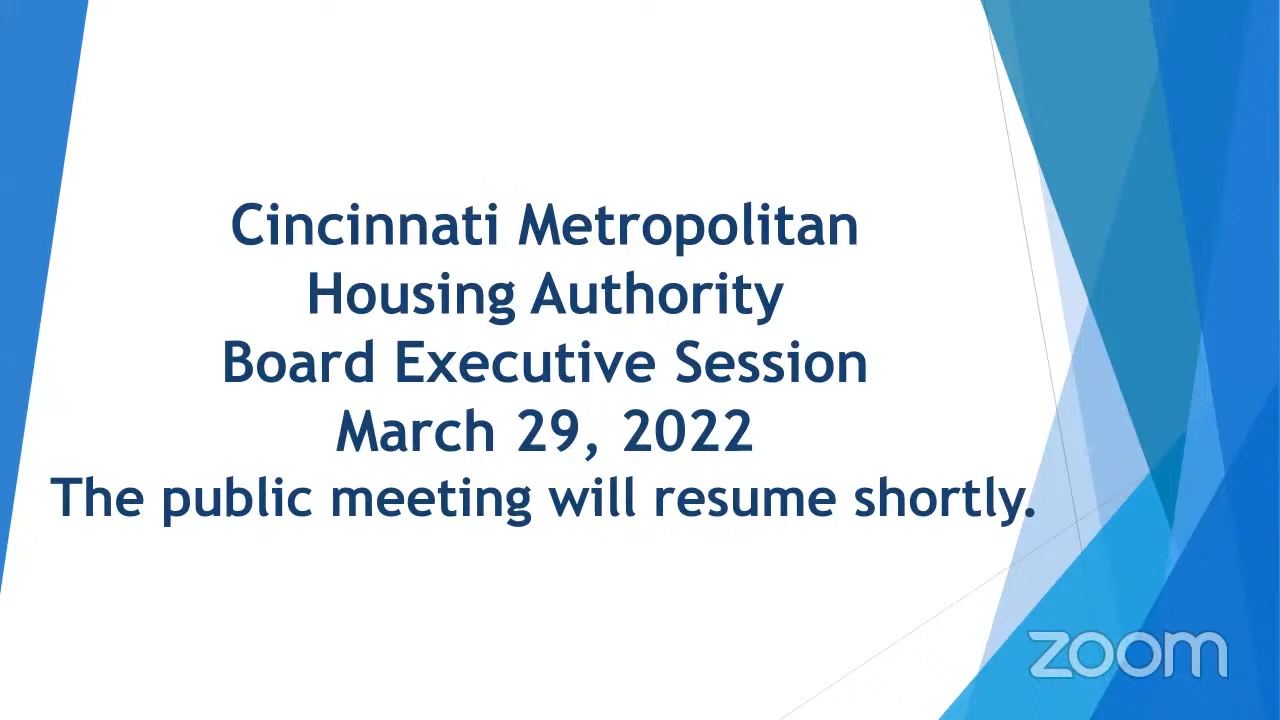 Cincinnati Metropolitan
Housing Authority
Board Executive Session
March 29, 2022
The public meeting will resume shortly.
zoom